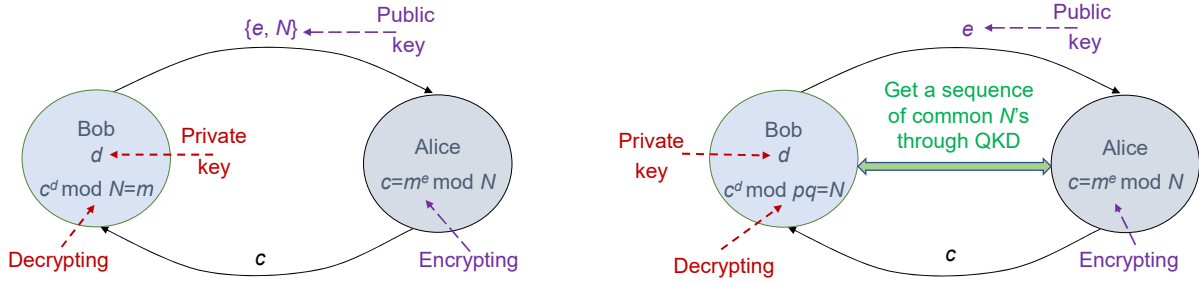 {e, N}
Public
key
Bob
d
Private
key
c^d mod N=m
Alice
c=m^e mod N
Decrypting
c
Encrypting
e
Public
key
Get a sequence
of common N's
through QKD
Private
key
Bob
d
c^d mod pq=N
Alice
c=m^e mod N
Decrypting
c
Encrypting